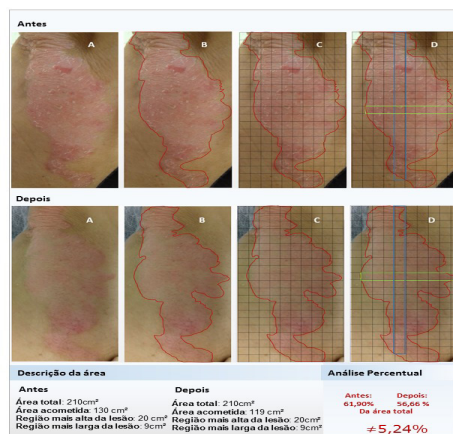 Antes
A B C D
Depois
A B C D
Descrição da área
Análise Percentual
Antes
Área total: 210cm²
Área acometida: 130 cm²
Região mais alta da lesão: 20 cm²
Região mais larga da lesão: 9cm²
Depois
Área total: 210cm²
Área acometida: 119 cm²
Região mais alta da lesão: 20cm²
Região mais larga da lesão: 9cm²
Antes: Depois:
61,90% 56,66 %
Da área total
≠5,24%